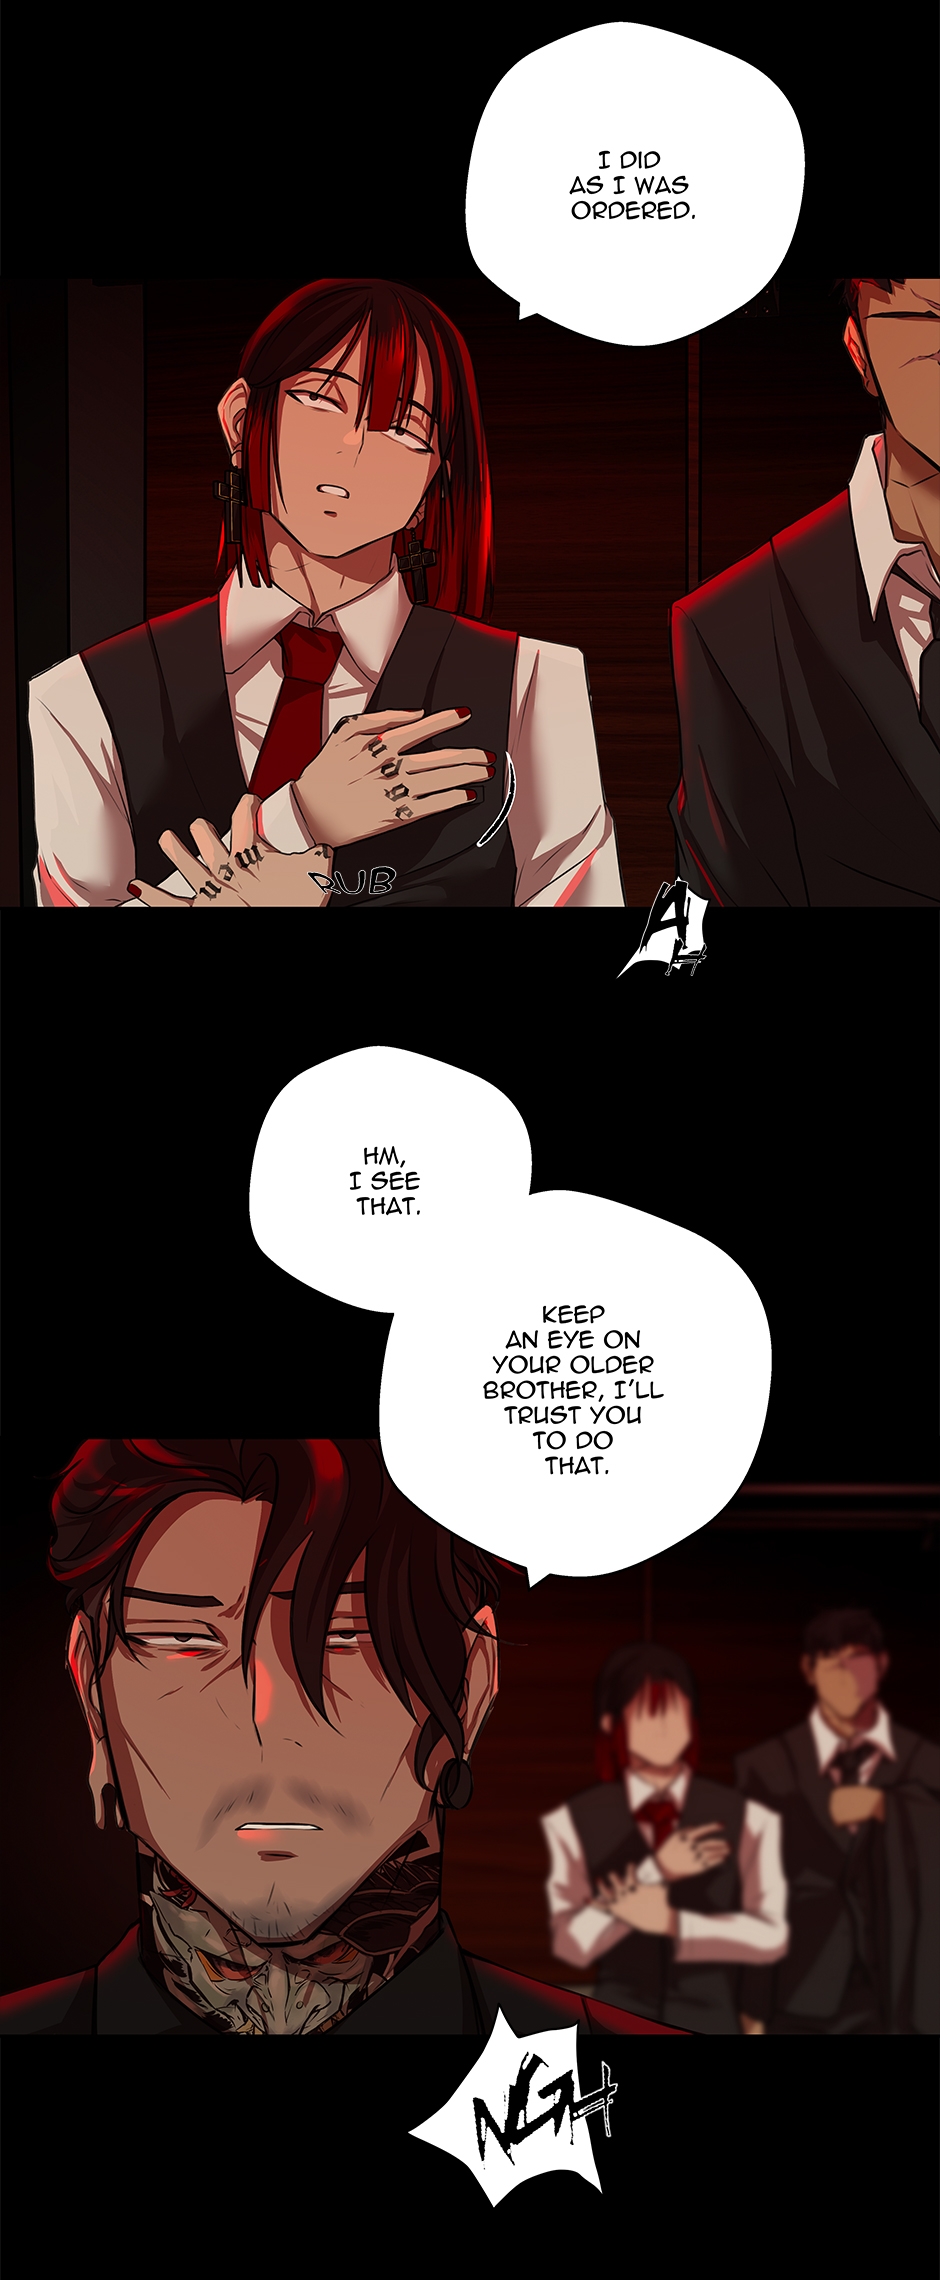 I DID
AS I WAS
ORDERED.
RUB
AH
HM,
I SEE
THAT.
KEEP
AN EYE ON
YOUR OLDER
BROTHER, I'LL
TRUST YOU
TO DO
THAT.
NGH